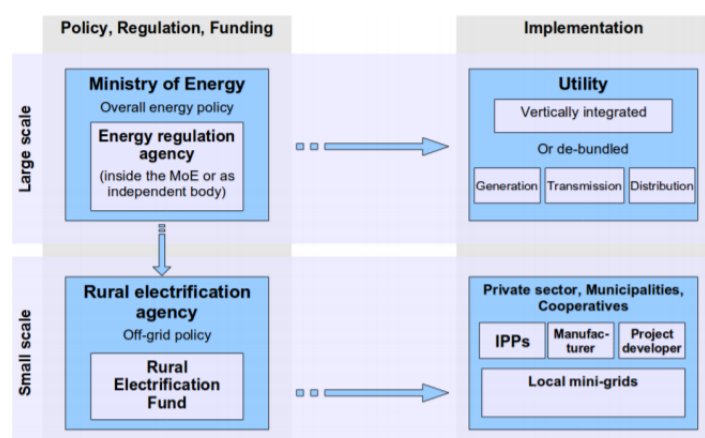 Policy, Regulation, Funding
Implementation
Large scale
Ministry of Energy
Overall energy policy
Energy regulation
agency
(inside the MoE or as
independent body)
Utility
Vertically integrated
Or de-bundled
Generation
Transmission
Distribution
Small scale
Rural electrification
agency
Off-grid policy
Rural
Electrification
Fund
Private sector, Municipalities,
Cooperatives
IPPs
Manufac-
turer
Project
developer
Local mini-grids